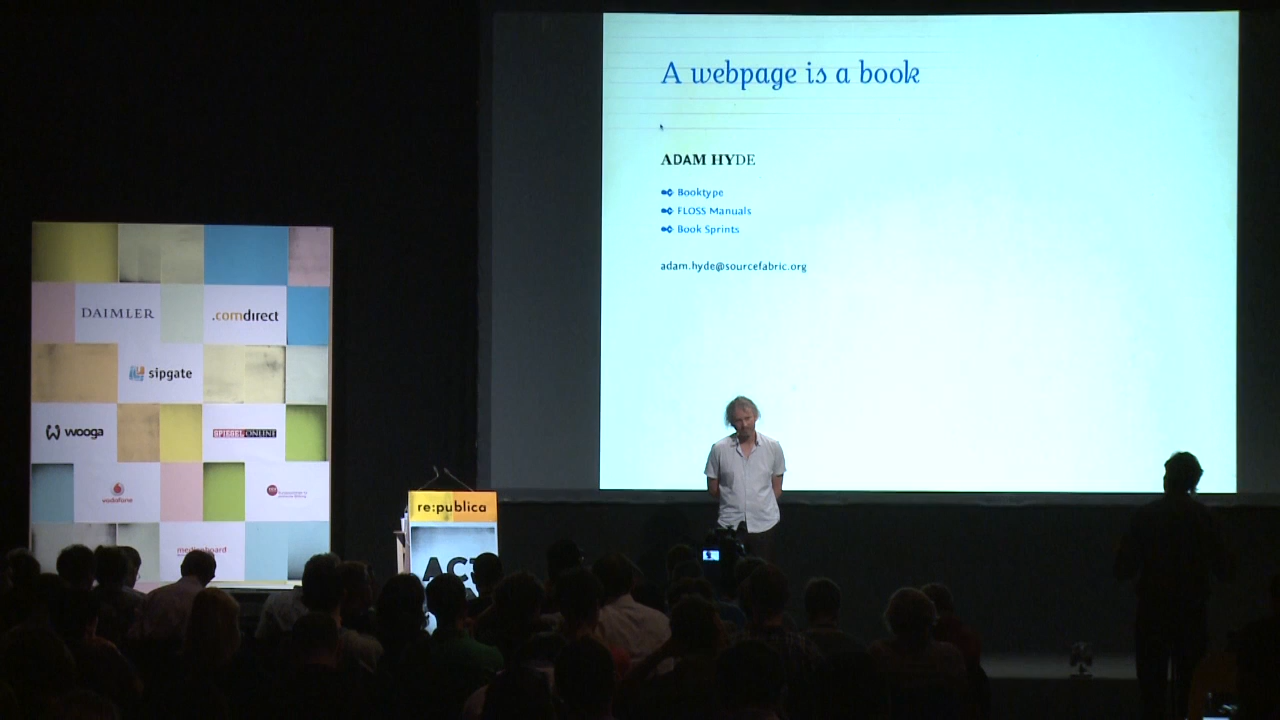 A webpage is a book
ADAM HYDE
Booktype
FLOSS Manuals
Book Sprints
adam.hyde@sourcefabric.org
DAIMLER
.comdirect
sipgate
wooga
SPIEGEL ONLINE
vodafone
medienboard
re:publica